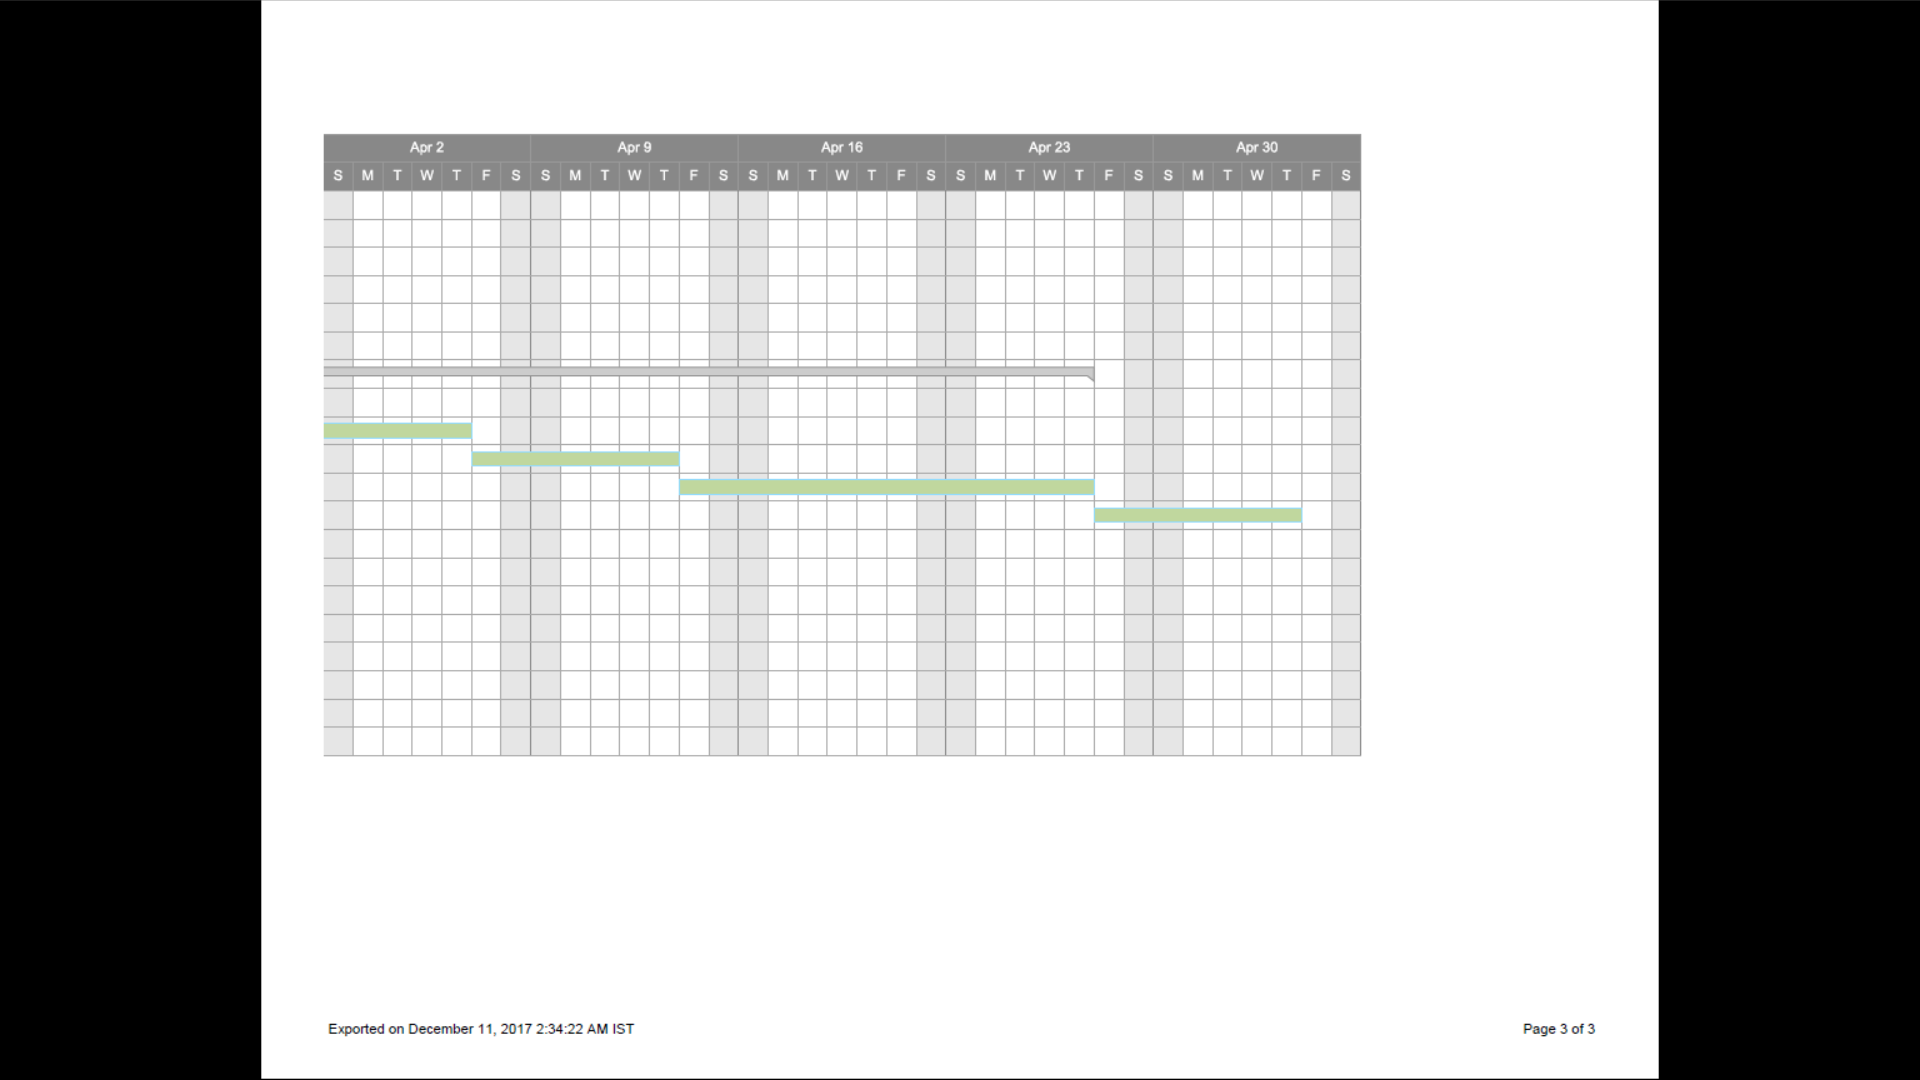 Apr 2 Apr 9 Apr 16 Apr 23 Apr 30
S M T W T F S S M T W T F S S M T W T F S S M T W T F S S M T W T F S
Exported on December 11, 2017 2:34:22 AM IST Page 3 of 3